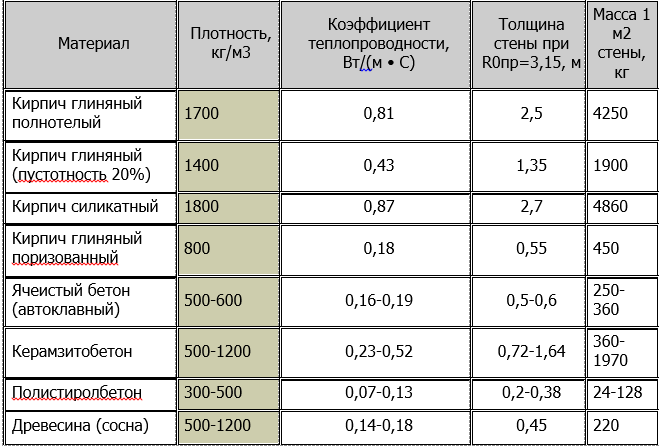 Материал
Плотность,
кг/м3
Коэффициент
теплопроводности,
Вт/(м • С)
Толщина
стены при
R0пр=3,15, м
Масса 1
м2
стены,
кг
Кирпич глиняный
полнотелый
1700
0,81
2,5
4250
Кирпич глиняный
(пустотность 20%)
1400
0,43
1,35
1900
Кирпич силикатный
1800
0,87
2,7
4860
Кирпич глиняный
поризованный
800
0,18
0,55
450
Ячеистый бетон
(автоклавный)
500-600
0,16-0,19
0,5-0,6
250-
360
Керамзитобетон
500-1200
0,23-0,52
0,72-1,64
360-
1970
Полистиролбетон
300-500
0,07-0,13
0,2-0,38
24-128
Древесина (сосна)
500-1200
0,14-0,18
0,45
220